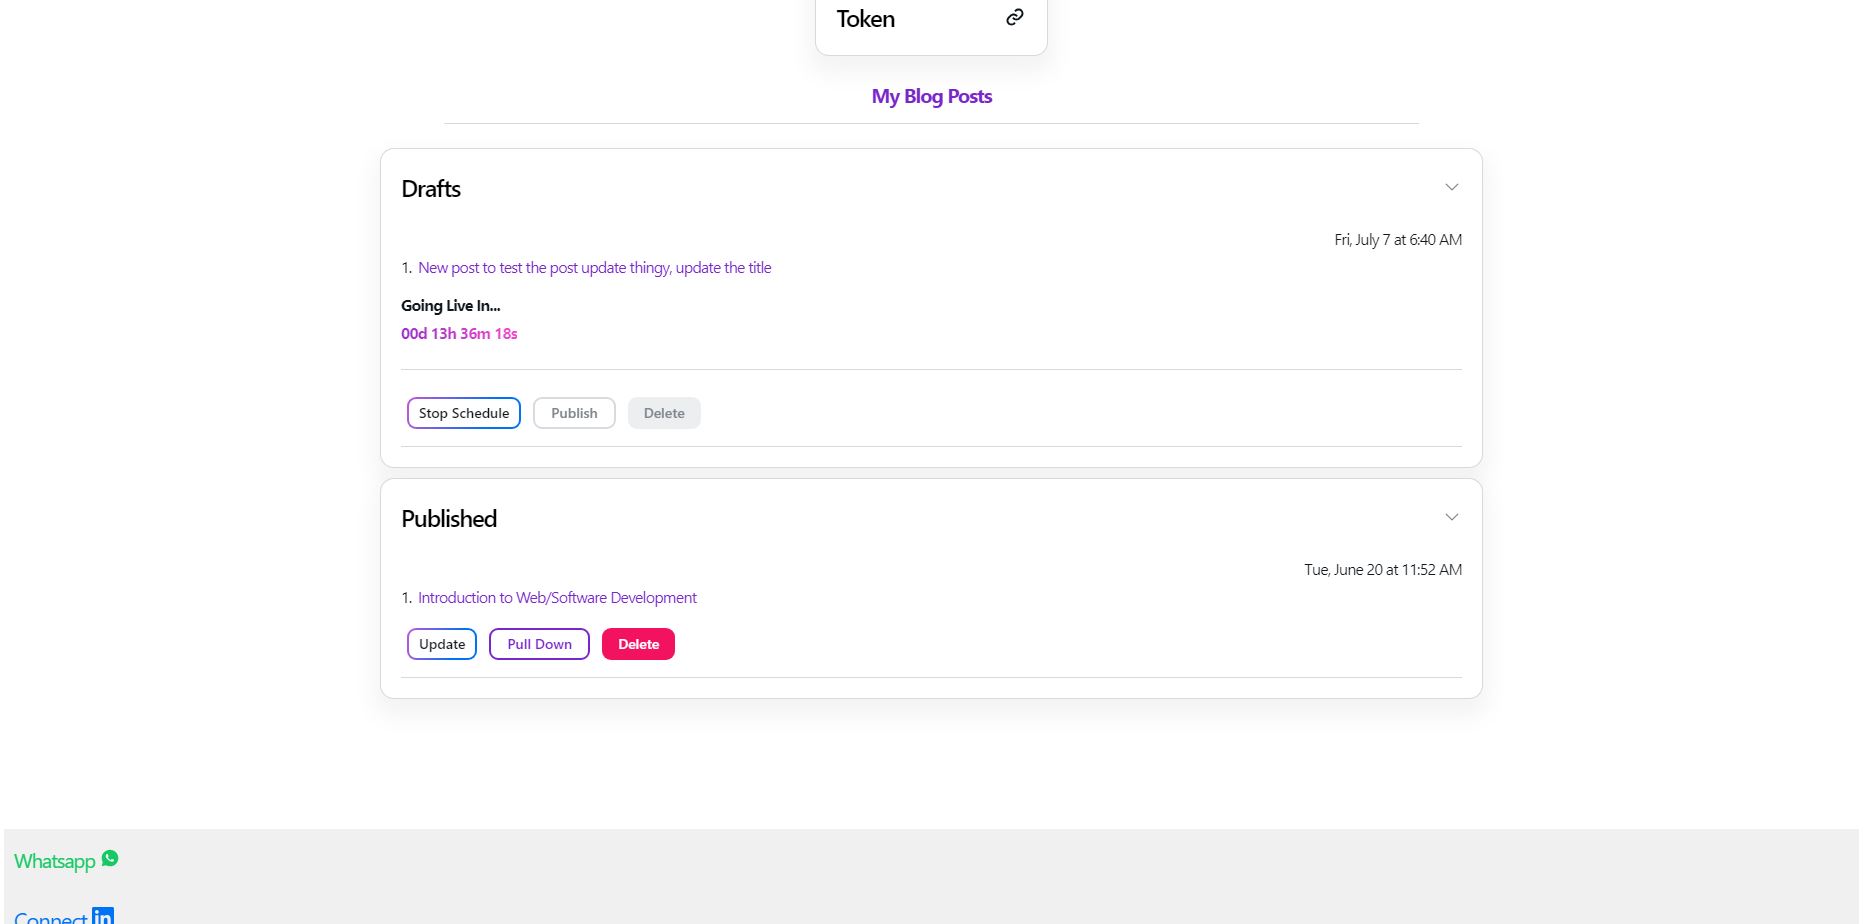 Token
My Blog Posts
Drafts
Fri, July 7 at 6:40 AM
1. New post to test the post update thingy, update the title
Going Live In...
00d 13h 36m 18s
Stop Schedule Publish Delete
Published
Tue, June 20 at 11:52 AM
1. Introduction to Web/Software Development
Update Pull Down Delete
Whatsapp
Connect in